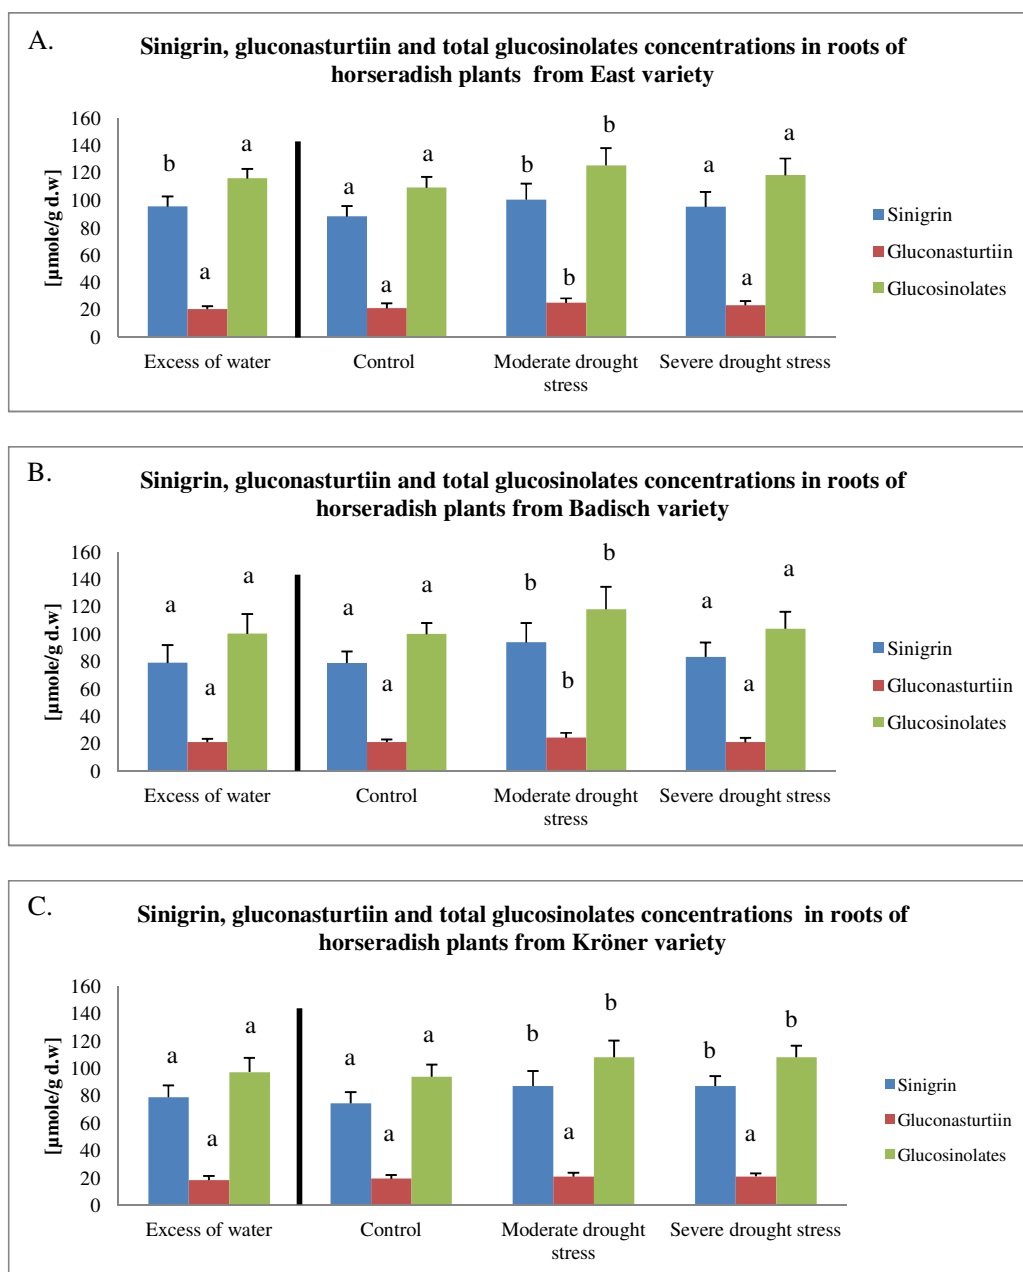 A.
Sinigrin, gluconasturtiin and total glucosinolates concentrations in roots of
horseradish plants from East variety
[µmole/g d.w]
160
140
120
100
80
60
40
20
0
b
a
a
a
a
a
b
b
b
a
a
a
Excess of water
Control
Moderate drought
stress
Severe drought stress
Sinigrin
Gluconasturtiin
Glucosinolates
B.
Sinigrin, gluconasturtiin and total glucosinolates concentrations in roots of
horseradish plants from Badisch variety
[µmole/g d.w]
160
140
120
100
80
60
40
20
0
a
a
a
a
a
a
b
b
b
a
a
a
Excess of water
Control
Moderate drought
stress
Severe drought stress
Sinigrin
Gluconasturtiin
Glucosinolates
C.
Sinigrin, gluconasturtiin and total glucosinolates concentrations in roots of
horseradish plants from Kröner variety
[µmole/g d.w]
160
140
120
100
80
60
40
20
0
a
a
a
a
a
a
b
a
b
b
a
b
Excess of water
Control
Moderate drought
stress
Severe drought stress
Sinigrin
Gluconasturtiin
Glucosinolates